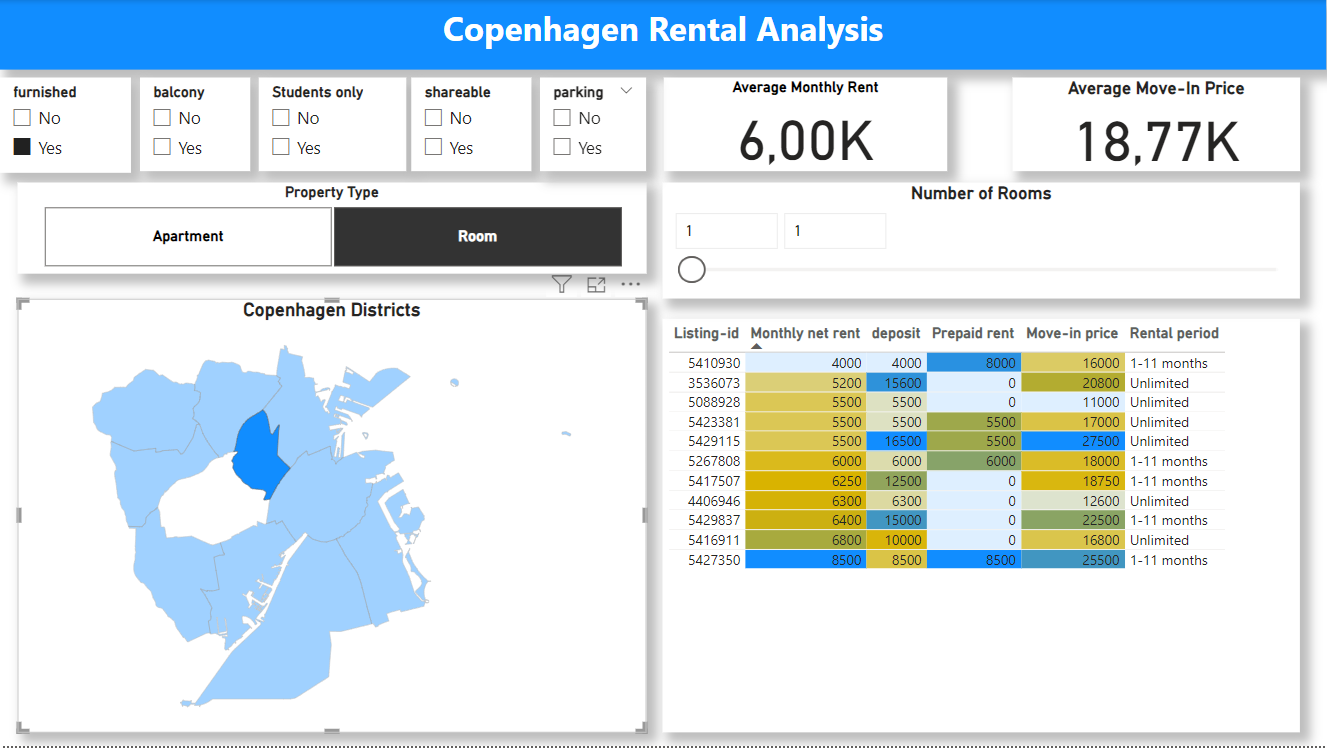 Copenhagen Rental Analysis
furnished
No
Yes
balcony
No
Yes
Students only
No
Yes
shareable
No
Yes
parking
No
Yes
Average Monthly Rent
6,00K
Average Move-In Price
18,77K
Property Type
Apartment Room
Number of Rooms
1 1
Copenhagen Districts
Listing-id Monthly net rent deposit Prepaid rent Move-in price Rental period
5410930 4000 4000 8000 16000 1-11 months
3536073 5200 15600 0 20800 Unlimited
5088928 5500 5500 0 11000 Unlimited
5423381 5500 5500 5500 17000 Unlimited
5429115 5500 16500 5500 27500 Unlimited
5267808 6000 6000 6000 18000 1-11 months
5417507 6250 12500 0 18750 1-11 months
4406946 6300 6300 0 12600 Unlimited
5429837 6400 15000 0 22500 1-11 months
5416911 6800 10000 0 16800 Unlimited
5427350 8500 8500 8500 25500 1-11 months